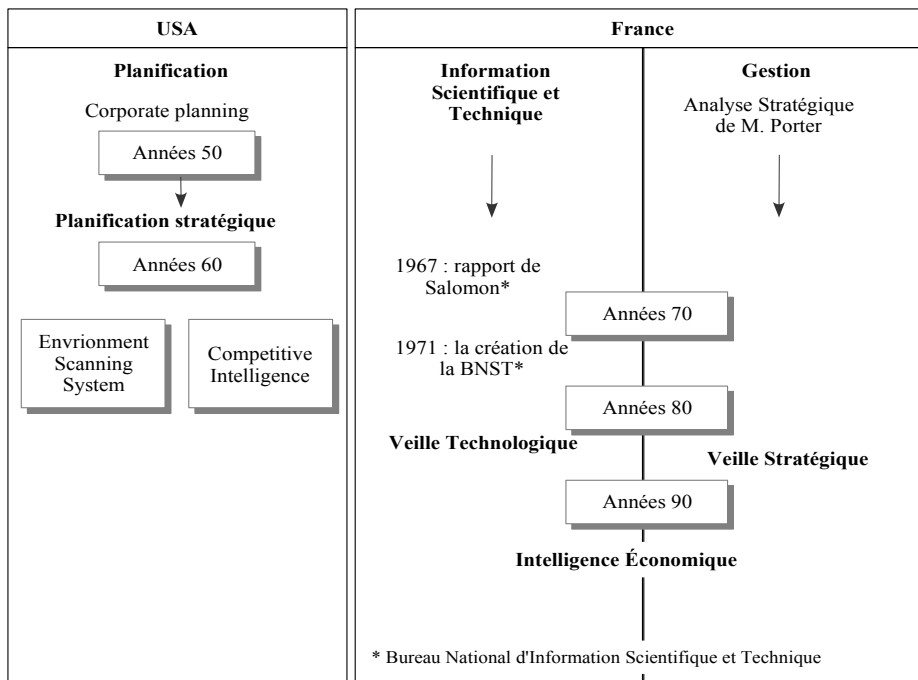 USA
Planification
Corporate planning
Années 50
Planification stratégique
Années 60
Envrionment
Scanning
System
Competitive
Intelligence
France
Information
Scientifique et
Technique
Gestion
Analyse Stratégique
de M. Porter
1967 : rapport de
Salomon*
Années 70
1971 : la création de
la BNST*
Années 80
Veille Technologique
Veille Stratégique
Années 90
Intelligence Économique
* Bureau National d'Information Scientifique et Technique